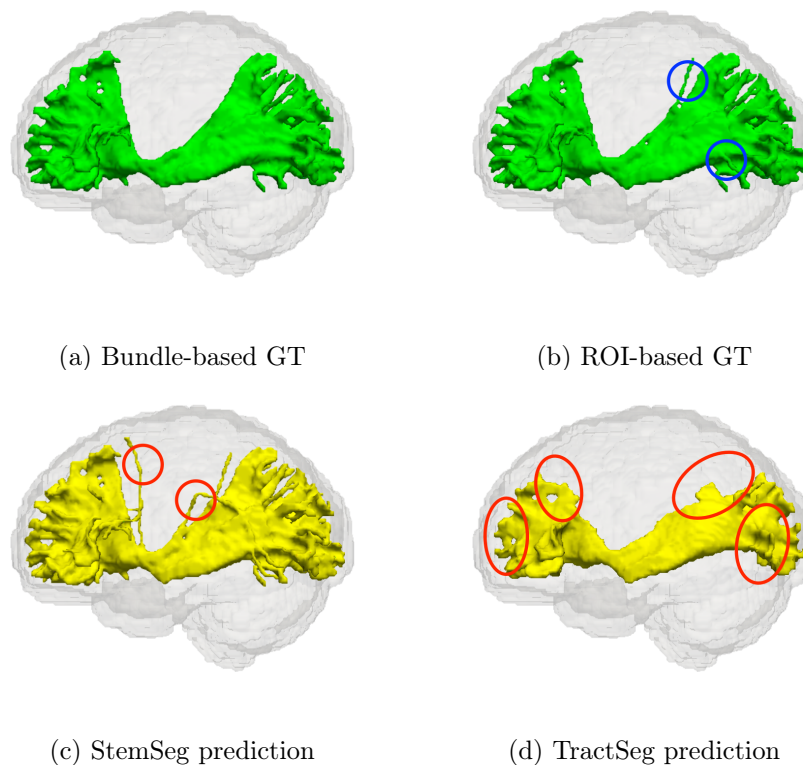 (a) Bundle-based GT
(b) ROI-based GT
(c) StemSeg prediction
(d) TractSeg prediction